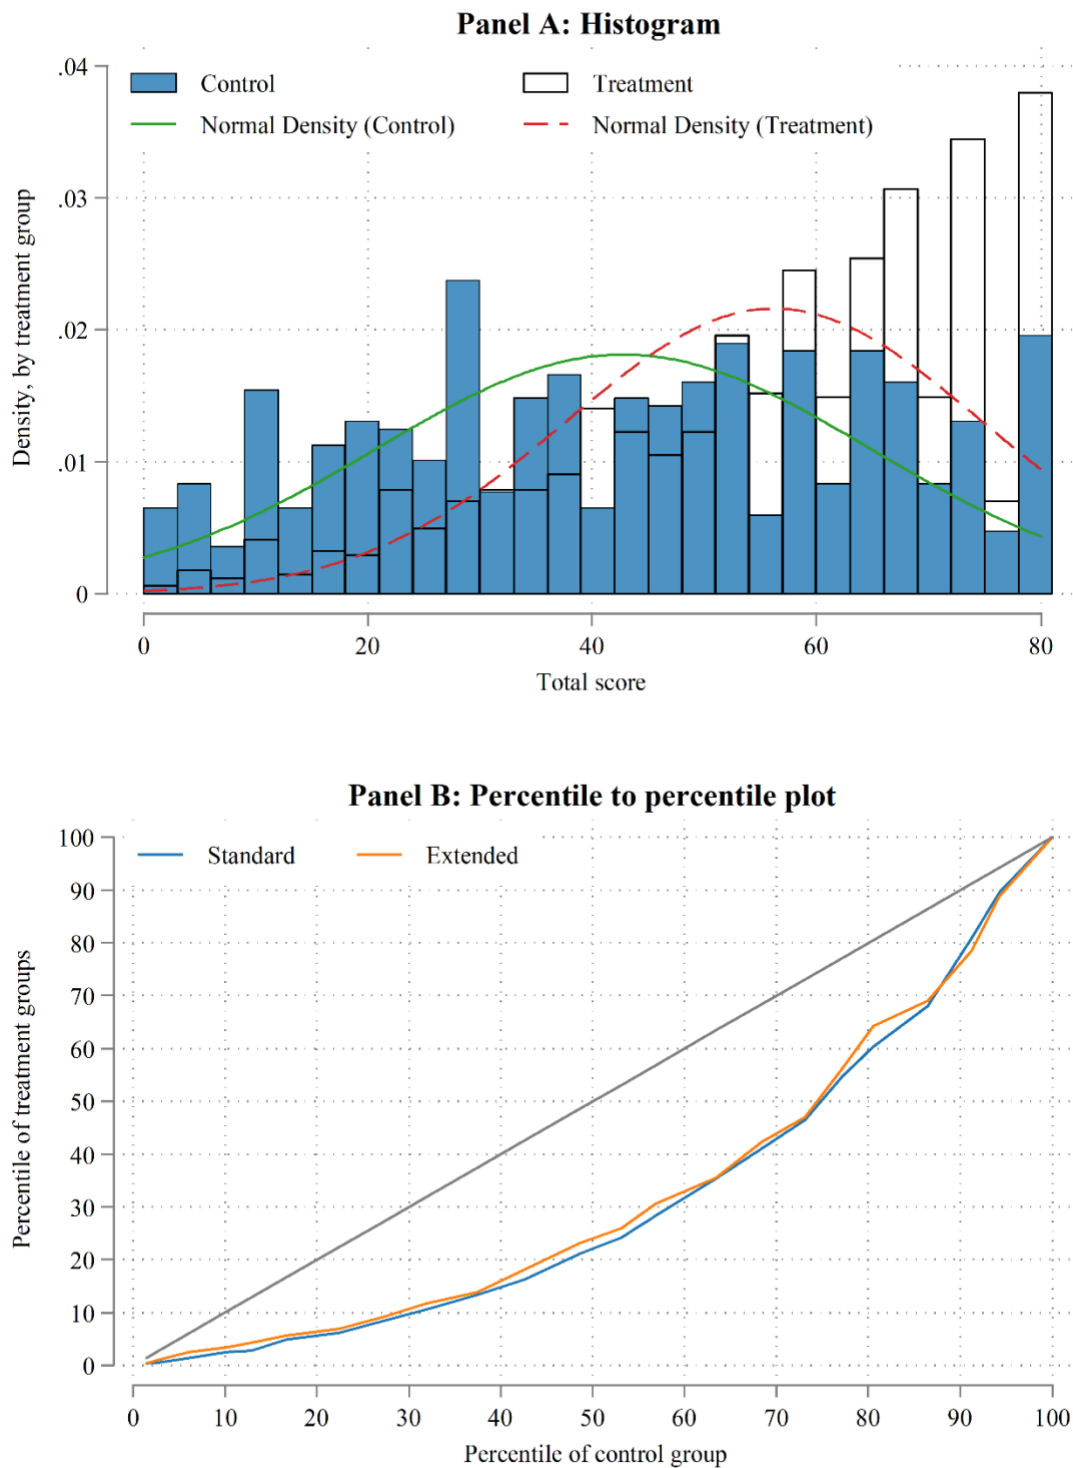 Panel A: Histogram
.04
Control
Treatment
Normal Density (Control)
Normal Density (Treatment)
.03
.02
.01
0
Density, by treatment group
0 20 40 60 80
Total score
Panel B: Percentile to percentile plot
100
Standard
Extended
90
80
70
60
50
40
30
20
10
0
Percentile of treatment groups
0 10 20 30 40 50 60 70 80 90 100
Percentile of control group